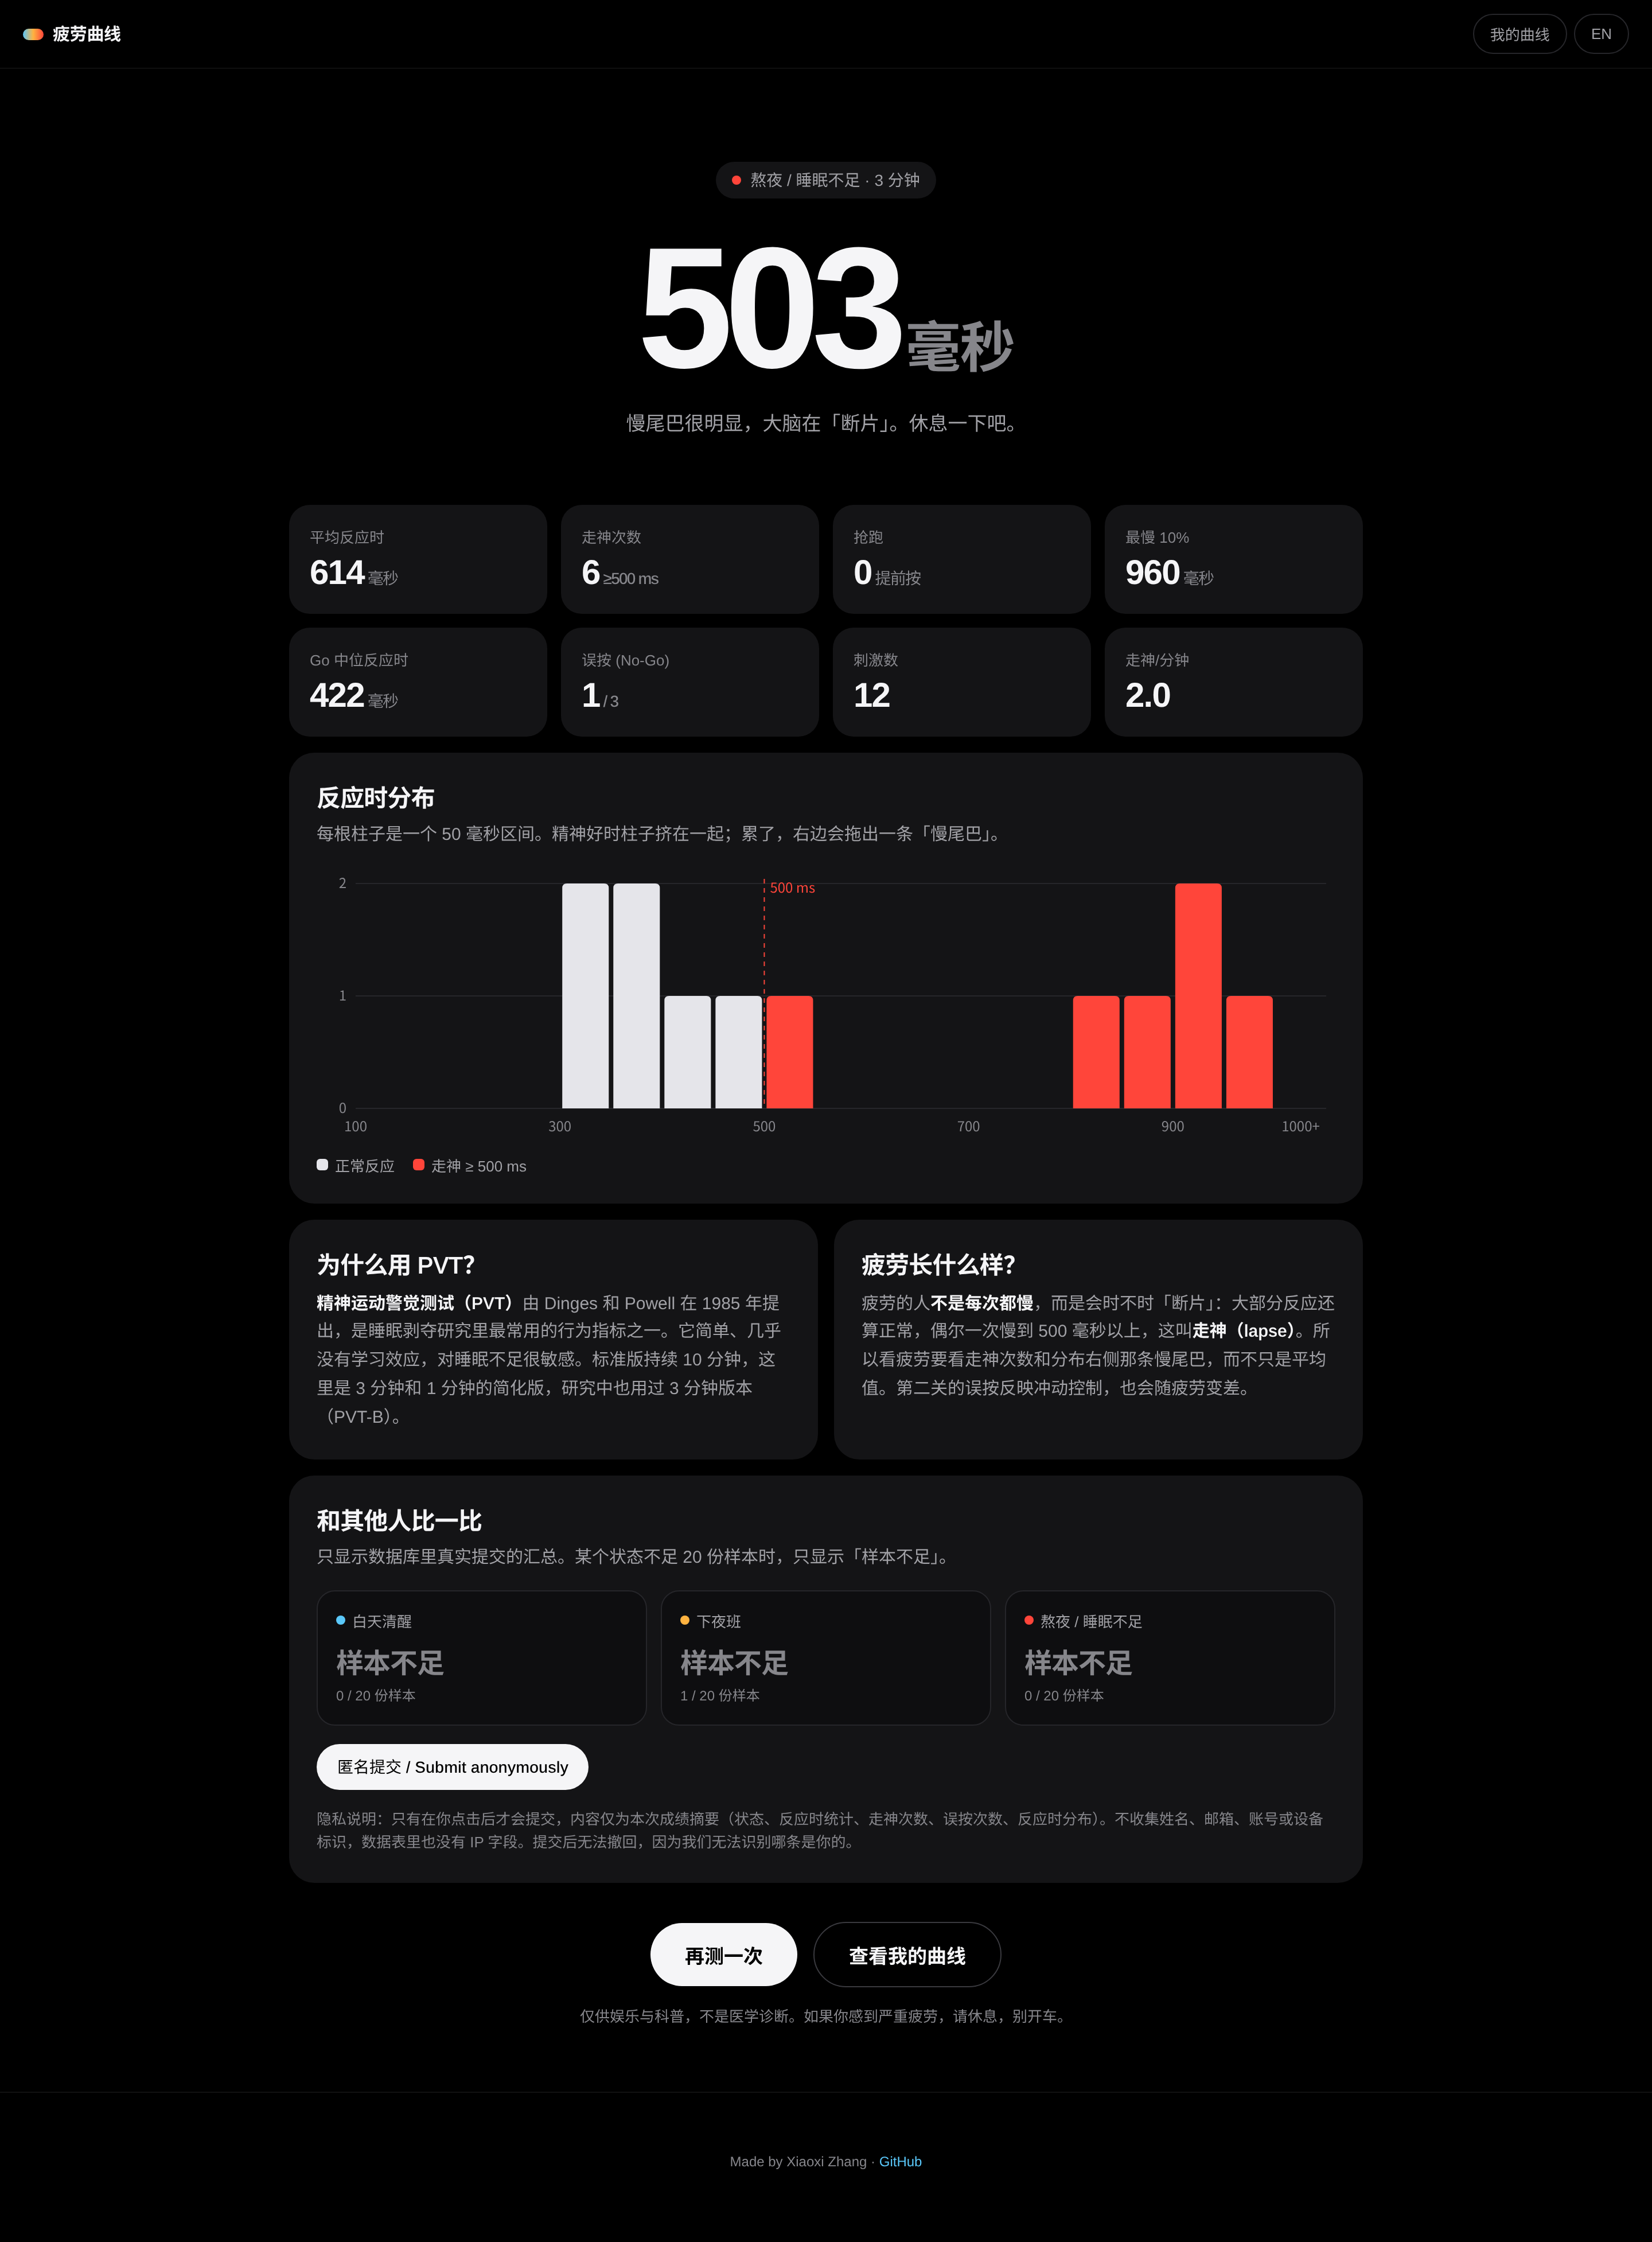 疲劳曲线
我的曲线
EN
熬夜 / 睡眠不足 · 3 分钟
503毫秒
慢尾巴很明显，大脑在「断片」。休息一下吧。
平均反应时
614 毫秒
走神次数
6 ≥500 ms
抢跑
0 提前按
最慢 10%
960 毫秒
Go 中位反应时
422 毫秒
误按 (No-Go)
1 / 3
刺激数
12
走神/分钟
2.0
反应时分布
每根柱子是一个 50 毫秒区间。精神好时柱子挤在一起；累了，右边会拖出一条「慢尾巴」。
2
500 ms
1
0
100
300
500
700
900
1000+
正常反应
走神 ≥ 500 ms
为什么用 PVT？
精神运动警觉测试（PVT）由 Dinges 和 Powell 在 1985 年提
出，是睡眠剥夺研究里最常用的行为指标之一。它简单、几乎
没有学习效应，对睡眠不足很敏感。标准版持续 10 分钟，这
里是 3 分钟和 1 分钟的简化版，研究中也用过 3 分钟版本
（PVT-B）。
疲劳长什么样？
疲劳的人不是每次都慢，而是会时不时「断片」：大部分反应还
算正常，偶尔一次慢到 500 毫秒以上，这叫走神（lapse）。所
以看疲劳要看走神次数和分布右侧那条慢尾巴，而不只是平均
值。第二关的误按反映冲动控制，也会随疲劳变差。
和其他人比一比
只显示数据库里真实提交的汇总。某个状态不足 20 份样本时，只显示「样本不足」。
白天清醒
样本不足
0 / 20 份样本
下夜班
样本不足
1 / 20 份样本
熬夜 / 睡眠不足
样本不足
0 / 20 份样本
匿名提交 / Submit anonymously
隐私说明：只有在你点击后才会提交，内容仅为本次成绩摘要（状态、反应时统计、走神次数、误按次数、反应时分布）。不收集姓名、邮箱、账号或设备
标识，数据表里也没有 IP 字段。提交后无法撤回，因为我们无法识别哪条是你的。
再测一次
查看我的曲线
仅供娱乐与科普，不是医学诊断。如果你感到严重疲劳，请休息，别开车。
Made by Xiaoxi Zhang · GitHub